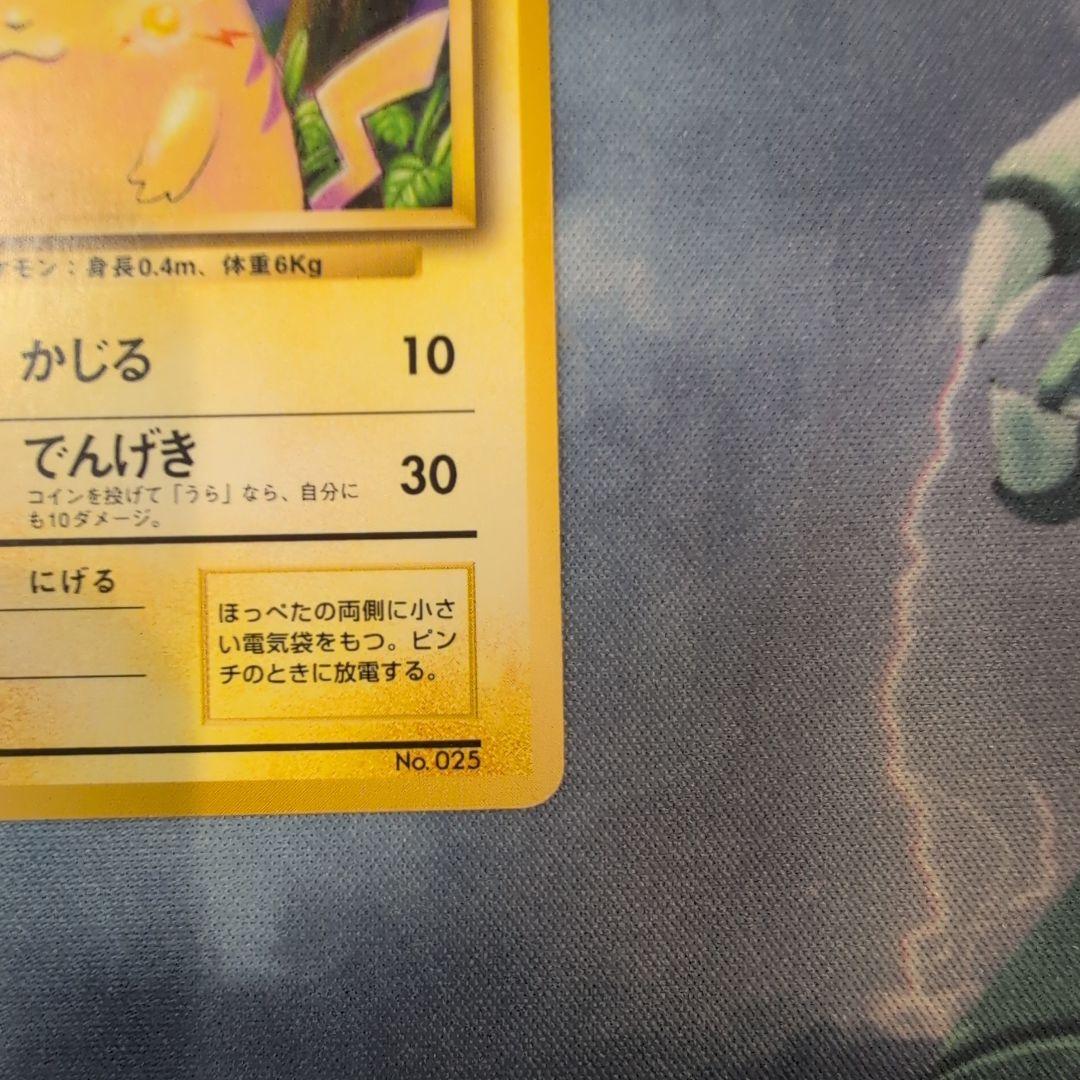 ケモン：身長0.4m、体重6Kg
かじる 10
でんげき 30
コインを投げて「うら」なら、自分に
も10ダメージ。
にげる
ほっぺたの両側に小さ
い電気袋をもつ。ピン
チのときに放電する。
No. 025